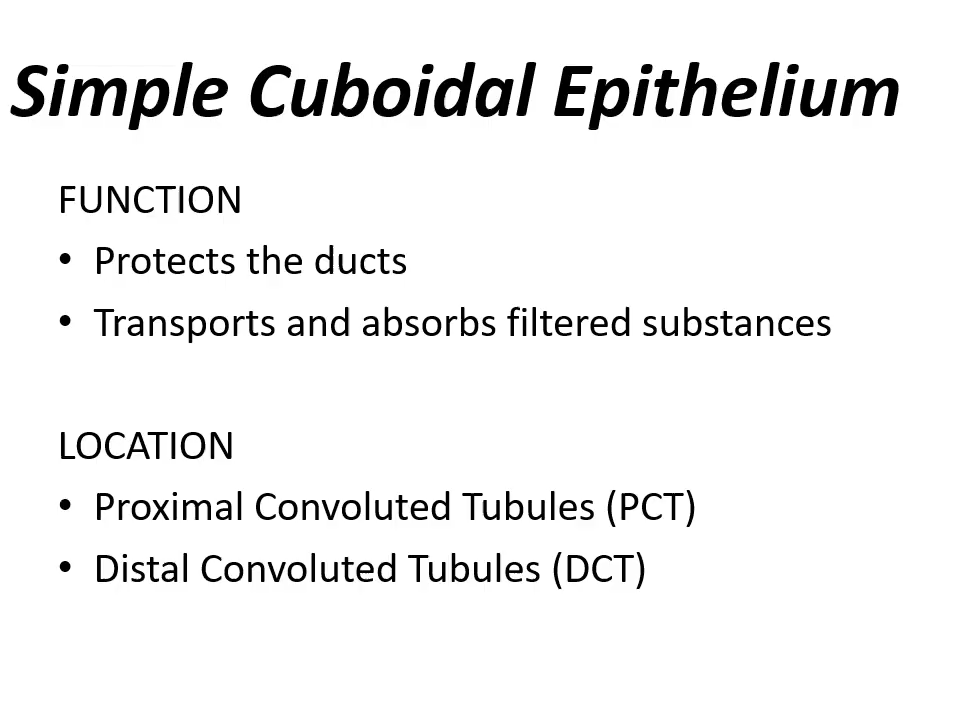 Simple Cuboidal Epithelium
FUNCTION
• Protects the ducts
• Transports and absorbs filtered substances
LOCATION
• Proximal Convoluted Tubules (PCT)
• Distal Convoluted Tubules (DCT)